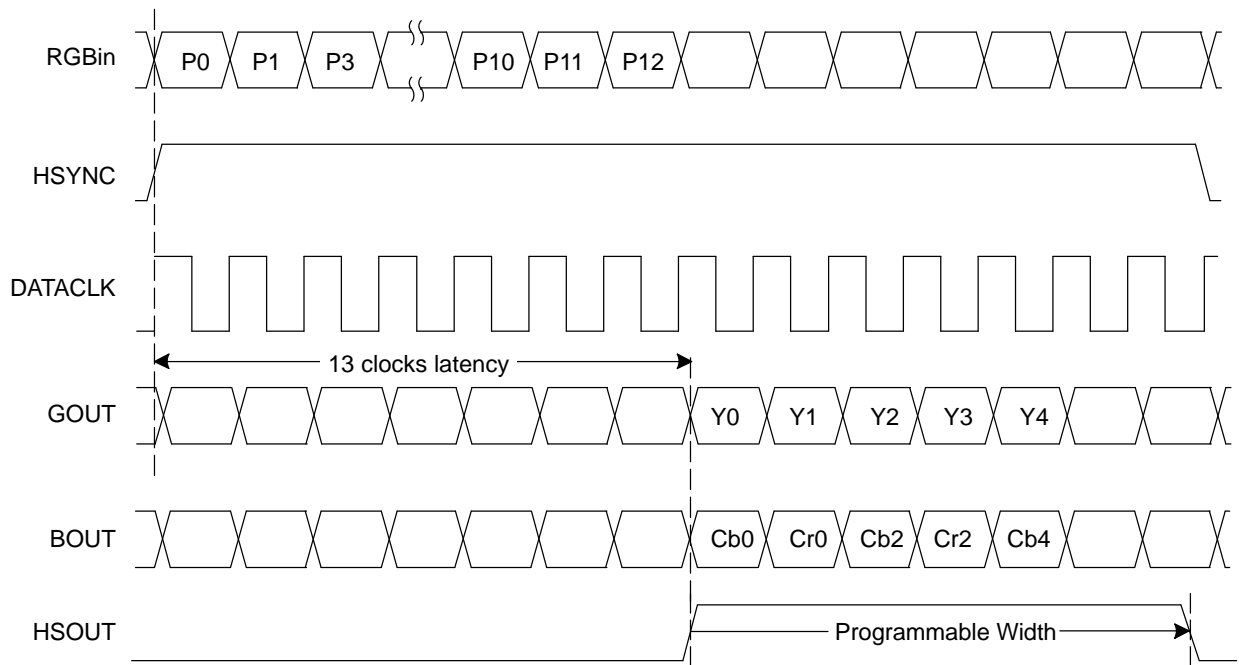 RGBin P0 P1 P3 P10 P11 P12
HSYNC
DATACLK
13 clocks latency
GOUT Y0 Y1 Y2 Y3 Y4
BOUT Cb0 Cr0 Cb2 Cr2 Cb4
HSOUT Programmable Width